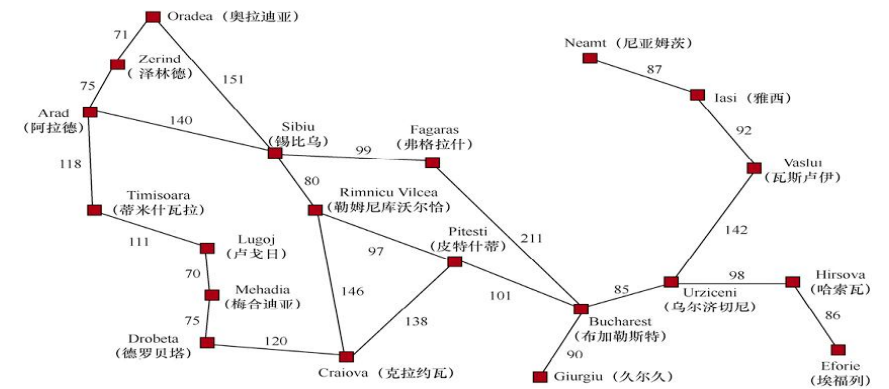 Oradea（奥拉迪亚）
71
Zerind
（泽林德）
75
151
Arad
（阿拉德）
140
118
Sibiu
（锡比乌）
99
Fagaras
（弗格拉什）
80
Timisoara
（蒂米什瓦拉）
Rimnicu Vilcea
（勒姆尼库沃尔恰）
111
Lugoj
（卢戈日）
97
Pitesti
（皮特什蒂）
211
70
Mehadia
（梅合迪亚）
146
101
75
138
Drobeta
（德罗贝塔）
120
Craiova（克拉约瓦）
Neamt（尼亚姆茨）
87
Iasi（雅西）
92
Vaslui
（瓦斯卢伊）
142
85
98
Urziceni
（乌尔济切尼）
Hirsova
（哈索瓦）
86
Bucharest
（布加勒斯特）
90
Giurgiu（久尔久）
Eforie
（埃福列）